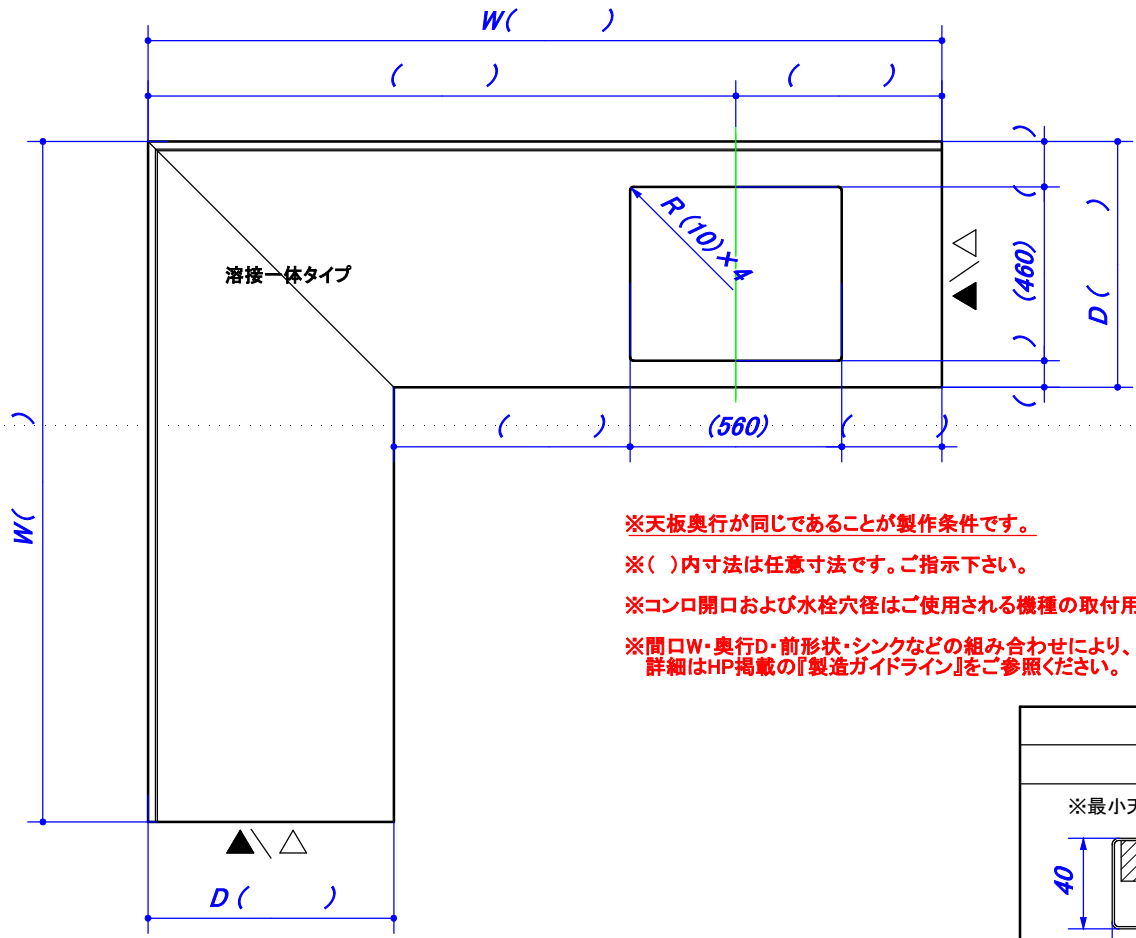 W(　　　)
(　　　)
(　　　)
(　)
(　)
(460)
(　)
D(　　)
R(10)×4
溶接一体タイプ
(　　　)
(560)
(　　　)
W(　　　)
※天板奥行が同じであることが製作条件です。
※(　)内寸法は任意寸法です。ご指示下さい。
※コンロ開口および水栓穴径はご使用される機種の取付用
※間口W・奥行D・前形状・シンクなどの組み合わせにより、
詳細はHP掲載の『製造ガイドライン』をご参照ください。
※最小天
40
D(　　　)